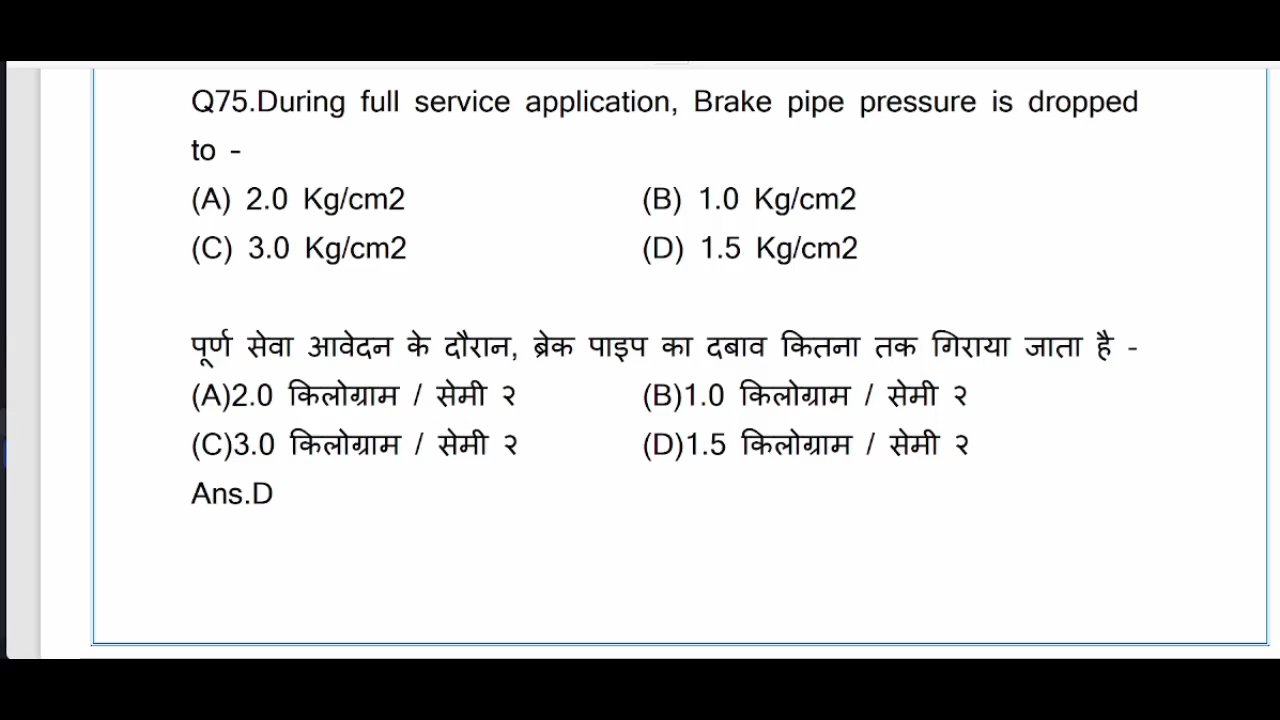 Q75.During full service application, Brake pipe pressure is dropped
to -
(A) 2.0 Kg/cm2 (B) 1.0 Kg/cm2
(C) 3.0 Kg/cm2 (D) 1.5 Kg/cm2
पूर्ण सेवा आवेदन के दौरान, ब्रेक पाइप का दबाव कितना तक गिराया जाता है -
(A)2.0 किलोग्राम / सेमी २ (B)1.0 किलोग्राम / सेमी २
(C)3.0 किलोग्राम / सेमी २ (D)1.5 किलोग्राम / सेमी २
Ans.D